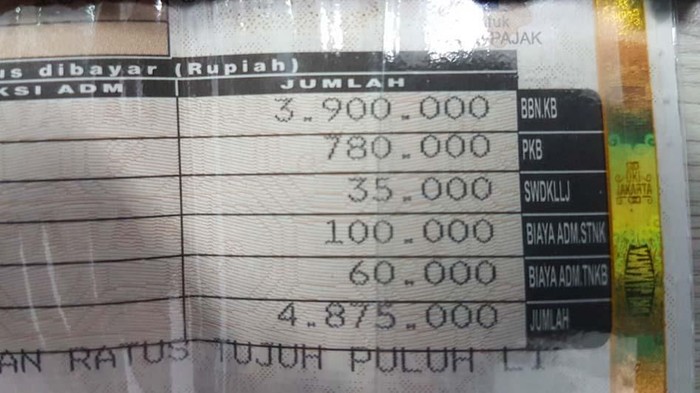 tuk
PAJAK
us dibayar (Rupiah)
KSI ADM JUMLAH
3.900.000 BBN.KB
780.000 PKB
35.000 SWDKLLJ
100.000 BIAYA ADM.STNK
60.000 BIAYA ADM.TNKB
4.875.000 JUMLAH
AN RATUS TUJUH PULUH LI
JAKARTA